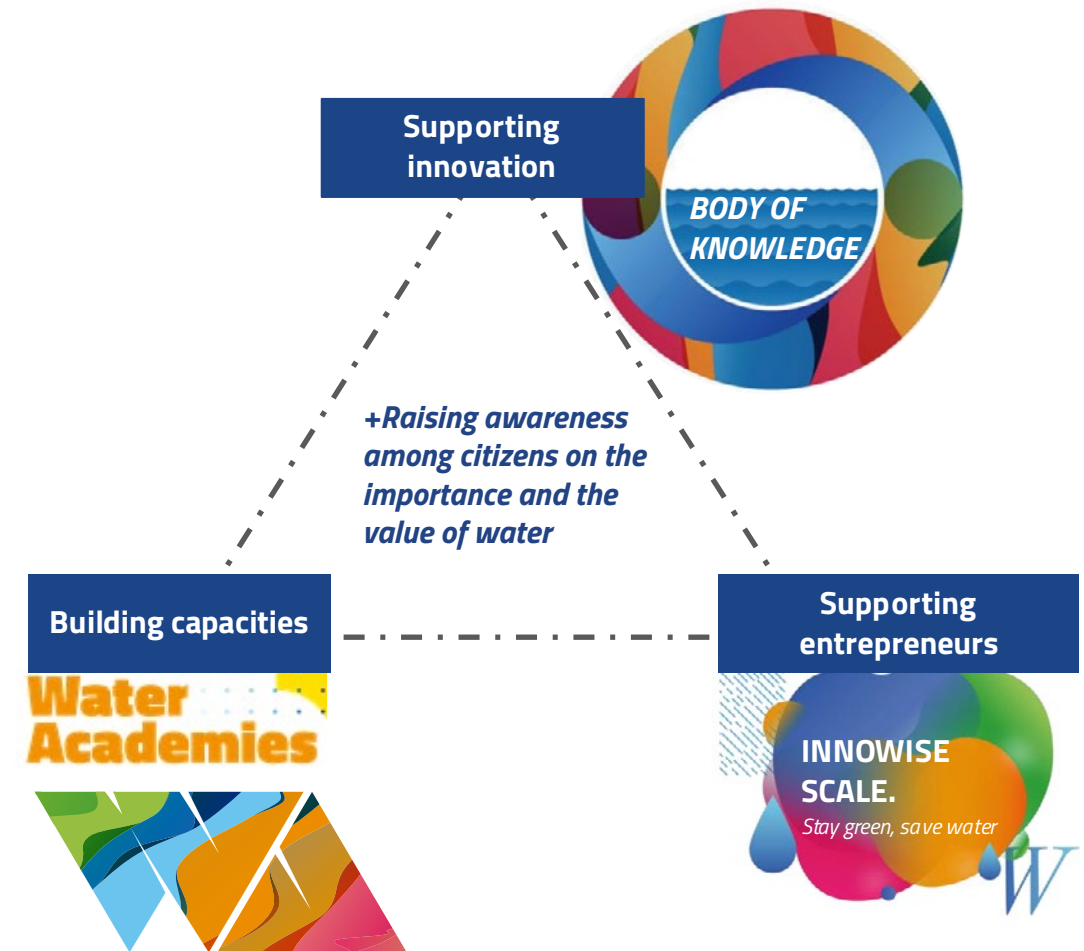 Supporting
innovation
BODY OF
KNOWLEDGE
+Raising awareness
among citizens on the
importance and the
value of water
Building capacities
Supporting
entrepreneurs
Water
Academies
INNOWISE
SCALE.
Stay green, save water
W